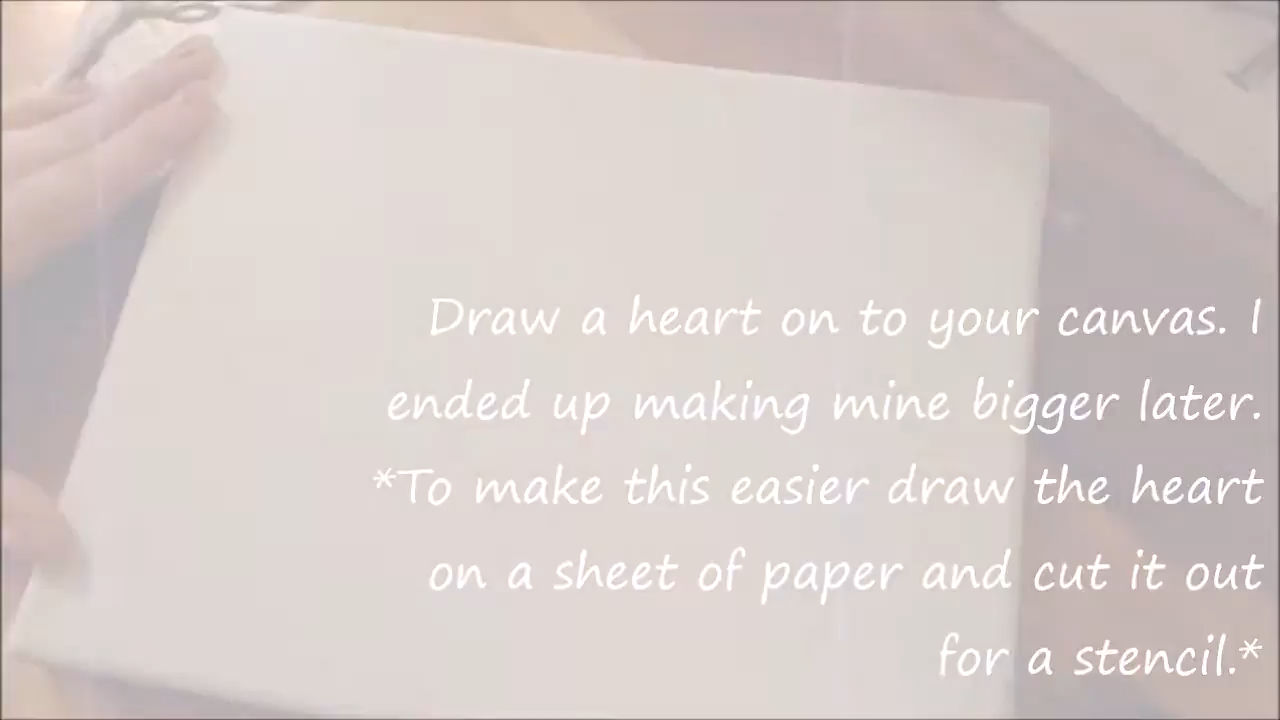 Draw a heart on to your canvas. I
ended up making mine bigger later.
*To make this easier draw the heart
on a sheet of paper and cut it out
for a stencil.*